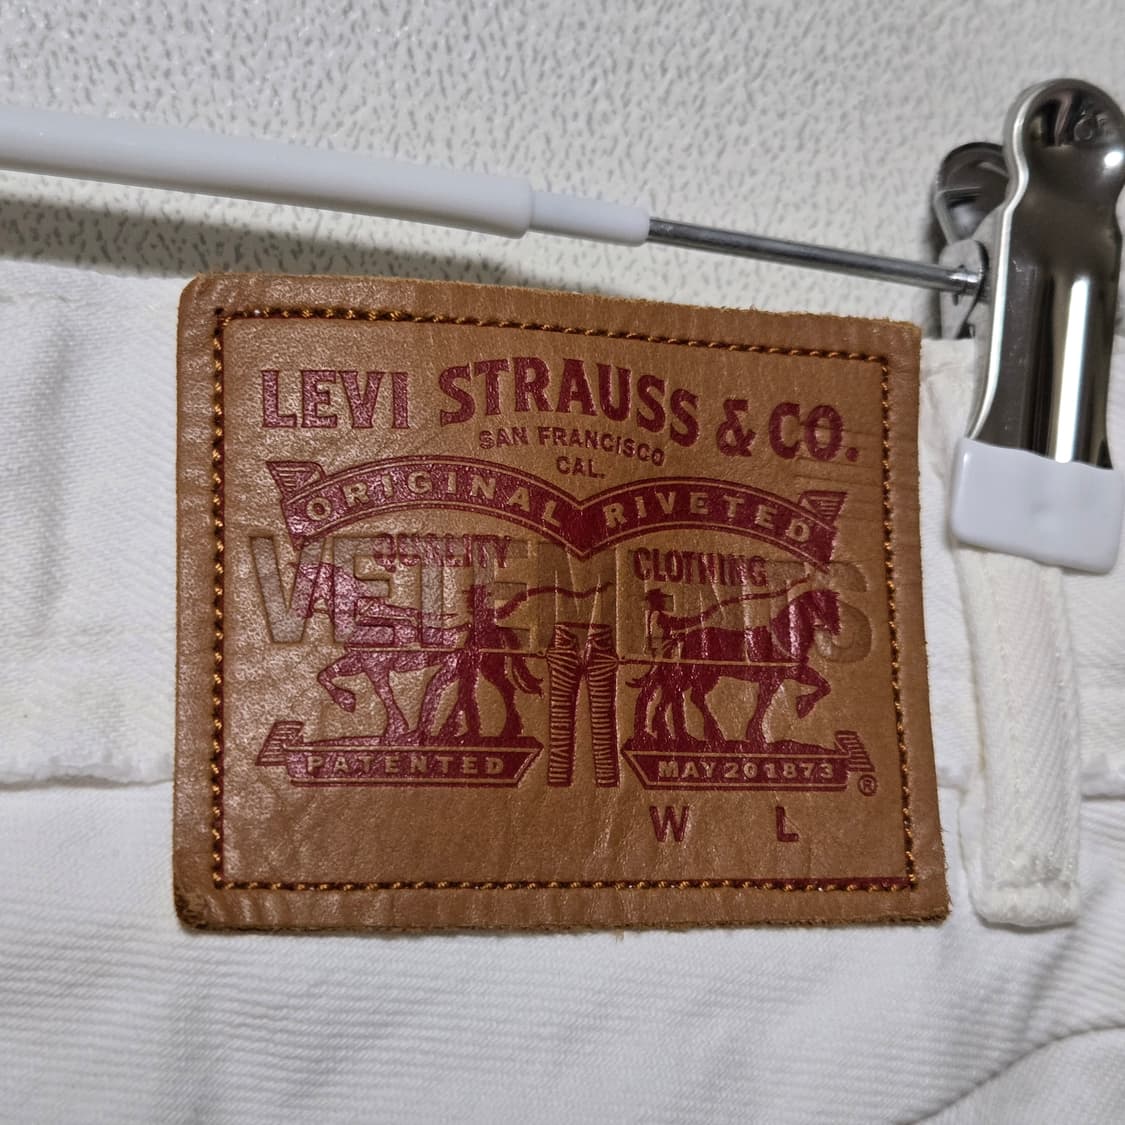 LEVI STRAUSS & CO.
SAN FRANCISCO
CAL.
ORIGINAL RIVETED
QUALITY CLOTHING
VETEMENTS
PATENTED MAY 20 1873
®
W L